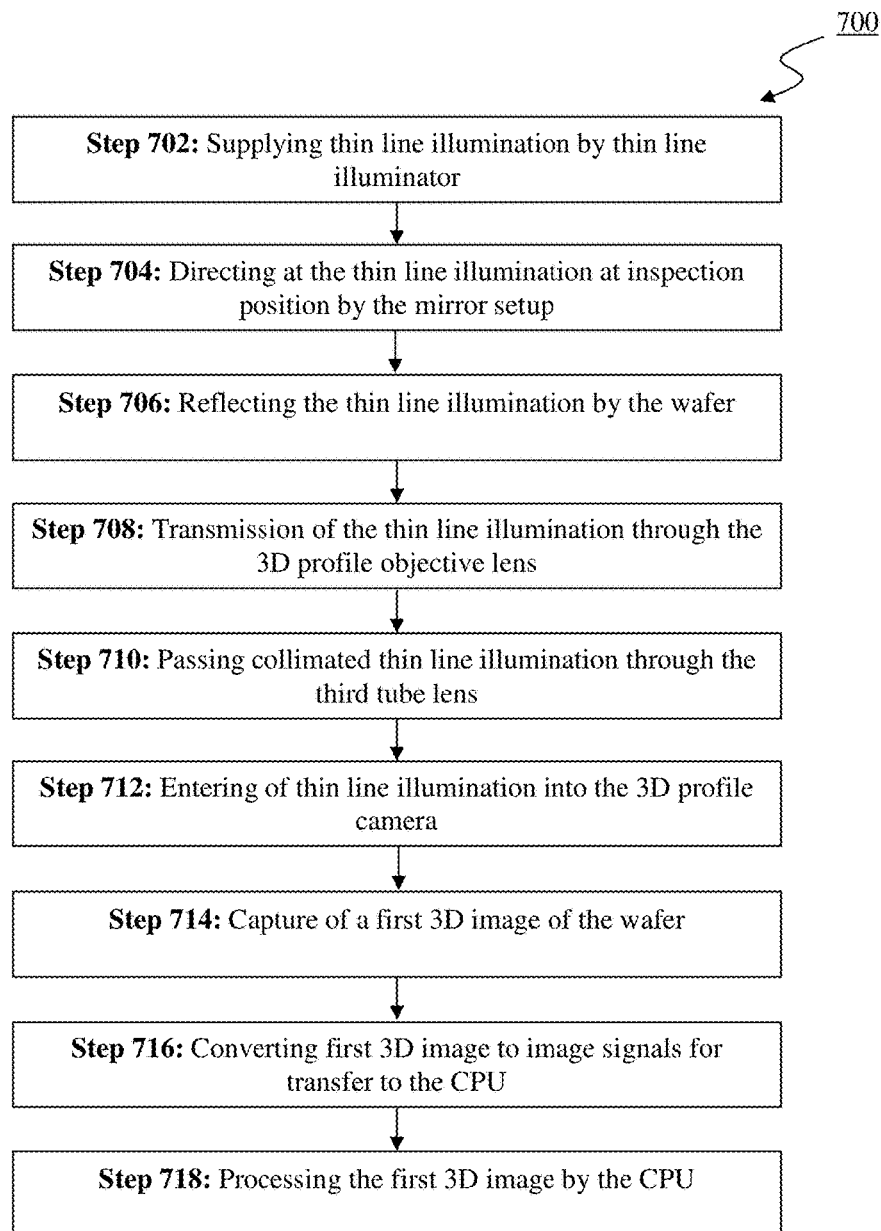 700
Step 702: Supplying thin line illumination by thin line
illuminator
Step 704: Directing at the thin line illumination at inspection
position by the mirror setup
Step 706: Reflecting the thin line illumination by the wafer
Step 708: Transmission of the thin line illumination through the
3D profile objective lens
Step 710: Passing collimated thin line illumination through the
third tube lens
Step 712: Entering of thin line illumination into the 3D profile
camera
Step 714: Capture of a first 3D image of the wafer
Step 716: Converting first 3D image to image signals for
transfer to the CPU
Step 718: Processing the first 3D image by the CPU